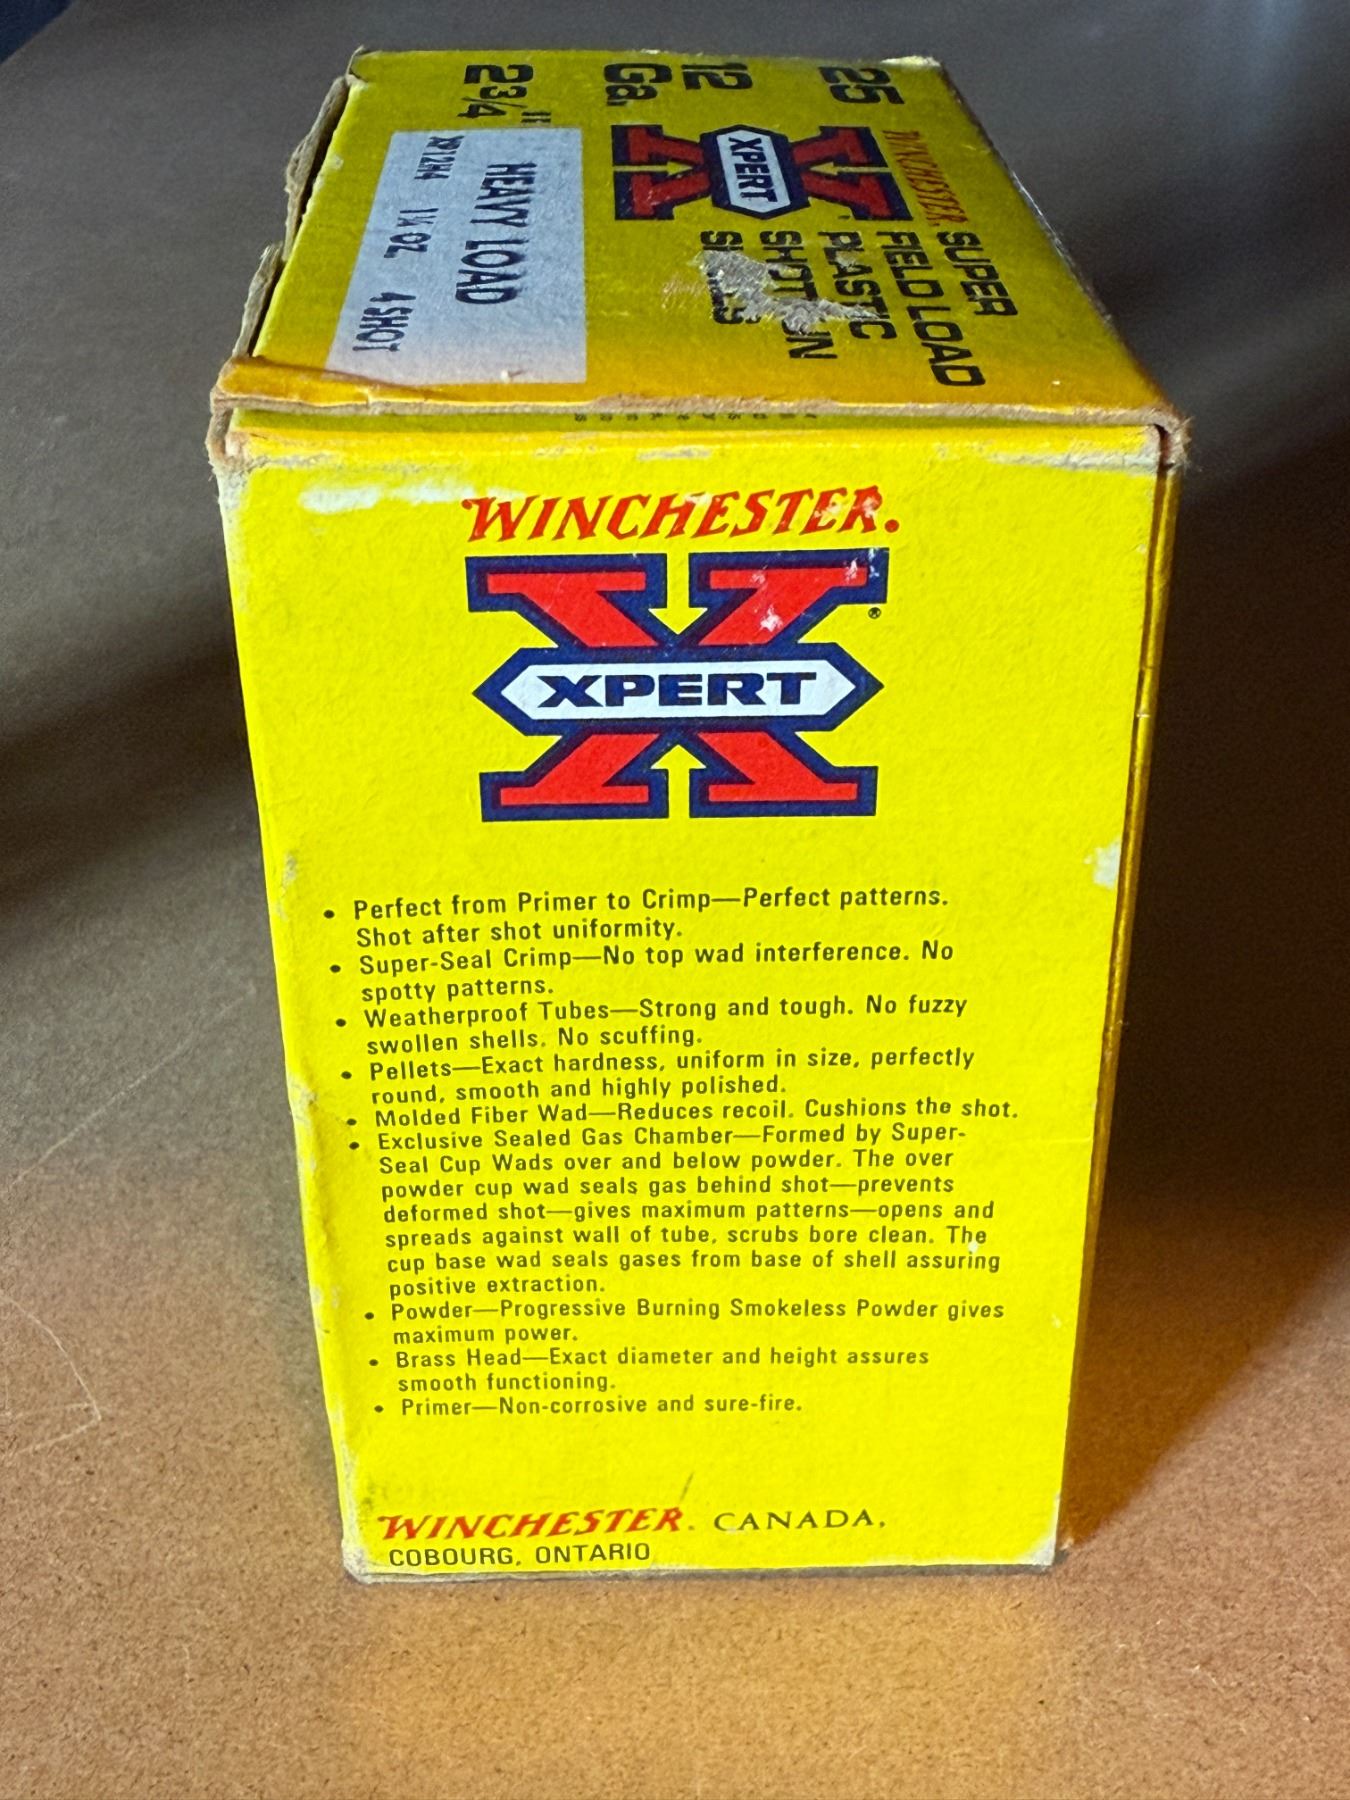 25
12
Ga.
2 3/4"
WINCHESTER
XPERT
SUPER
FIELD LOAD
PLASTIC
HEAVY LOAD
1¼ OZ. 4 SHOT
WINCHESTER®
XPERT
®
• Perfect from Primer to Crimp—Perfect patterns.
Shot after shot uniformity.
• Super-Seal Crimp—No top wad interference. No
spotty patterns.
• Weatherproof Tubes—Strong and tough. No fuzzy
swollen shells. No scuffing.
• Pellets—Exact hardness, uniform in size, perfectly
round, smooth and highly polished.
• Molded Fiber Wad—Reduces recoil. Cushions the shot.
• Exclusive Sealed Gas Chamber—Formed by Super-
Seal Cup Wads over and below powder. The over
powder cup wad seals gas behind shot—prevents
deformed shot—gives maximum patterns—opens and
spreads against wall of tube, scrubs bore clean. The
cup base wad seals gases from base of shell assuring
positive extraction.
• Powder—Progressive Burning Smokeless Powder gives
maximum power.
• Brass Head—Exact diameter and height assures
smooth functioning.
• Primer—Non-corrosive and sure-fire.
WINCHESTER® CANADA,
COBOURG, ONTARIO